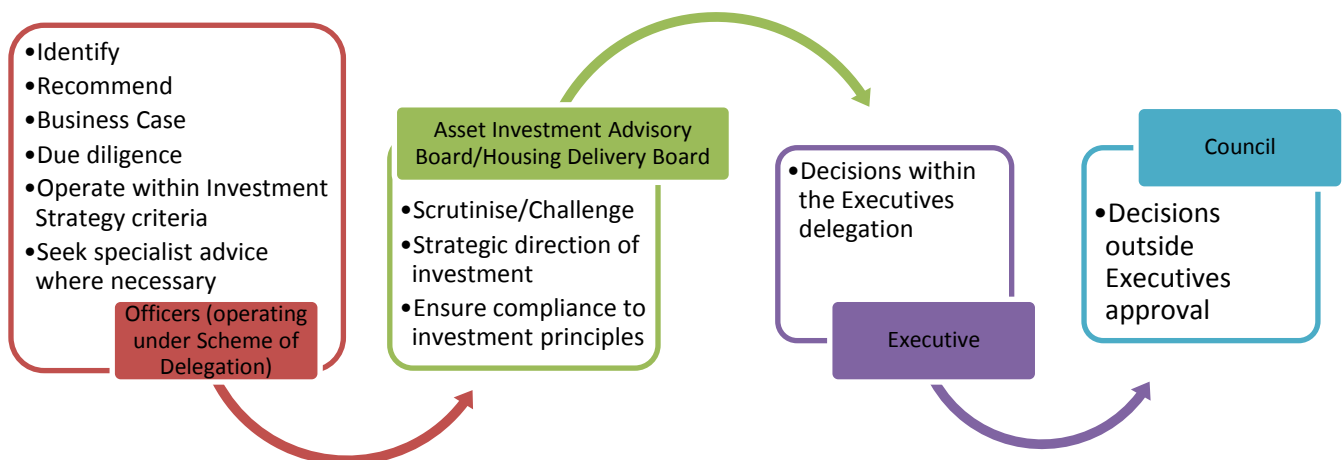 •Identify
•Recommend
•Business Case
•Due diligence
•Operate within Investment
Strategy criteria
•Seek specialist advice
where necessary
Officers (operating
under Scheme of
Delegation)
Asset Investment Advisory
Board/Housing Delivery Board
•Scrutinise/Challenge
•Strategic direction of
investment
•Ensure compliance to
investment principles
•Decisions within
the Executives
delegation
Executive
Council
•Decisions
outside
Executives
approval